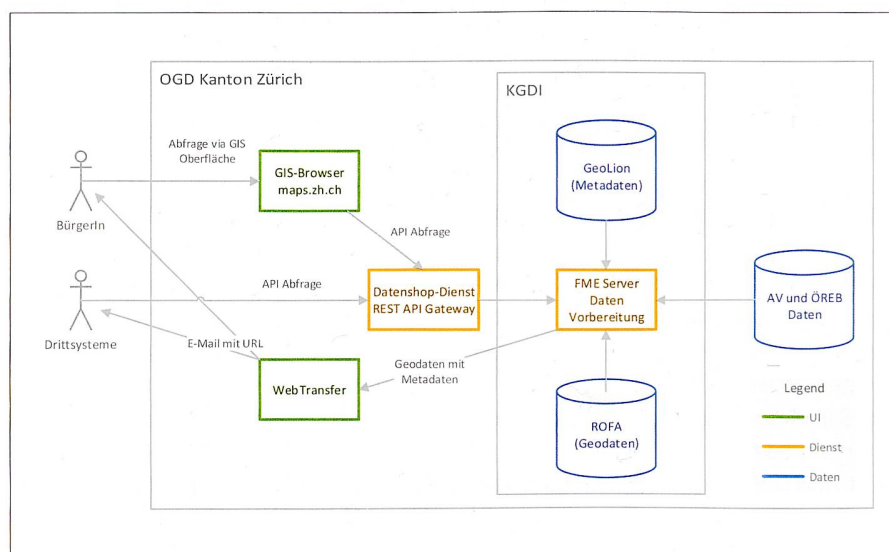 OGD Kanton Zürich
KGDI
Abfrage via GIS
Oberfläche
GIS-Browser
maps.zh.ch
GeoLion
(Metadaten)
BürgerIn
API Abfrage
API Abfrage
Datenshop-Dienst
REST API Gateway
FME Server
Daten
Vorbereitung
AV und ÖREB
Daten
Drittsysteme
E-Mail mit URL
Geodaten mit
Metadaten
WebTransfer
ROFA
(Geodaten)
Legend
UI
Dienst
Daten